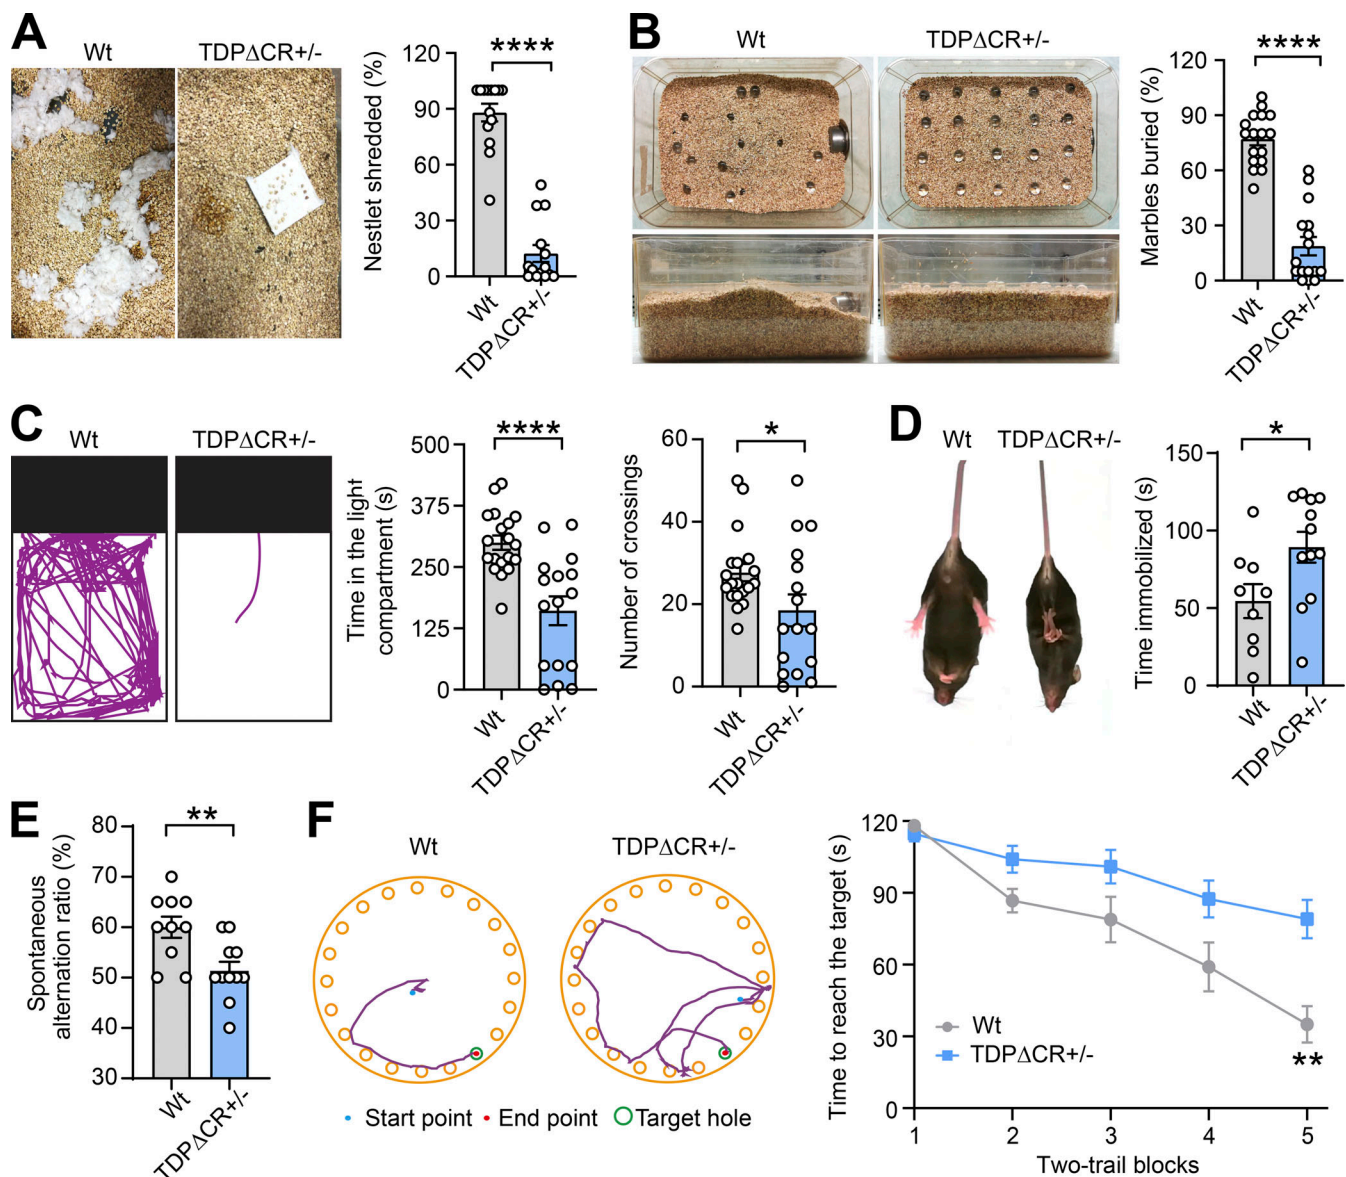 A
Wt
TDPΔCR+/-
Nestlet shredded (%)
120
90
60
30
0
****
Wt
TDPΔCR+/-
B
Wt
TDPΔCR+/-
Marbles buried (%)
120
90
60
30
0
****
Wt
TDPΔCR+/-
C
Wt
TDPΔCR+/-
Time in the light
compartment (s)
500
375
250
125
0
****
Wt
TDPΔCR+/-
Number of crossings
60
40
20
0
*
Wt
TDPΔCR+/-
D
Wt
TDPΔCR+/-
Time immobilized (s)
150
100
50
0
*
Wt
TDPΔCR+/-
E
Spontaneous
alternation ratio (%)
80
70
60
50
40
30
**
Wt
TDPΔCR+/-
F
Wt
TDPΔCR+/-
Start point
End point
Target hole
Time to reach the target (s)
120
90
60
30
0
Wt
TDPΔCR+/-
**
1
2
3
4
5
Two-trail blocks